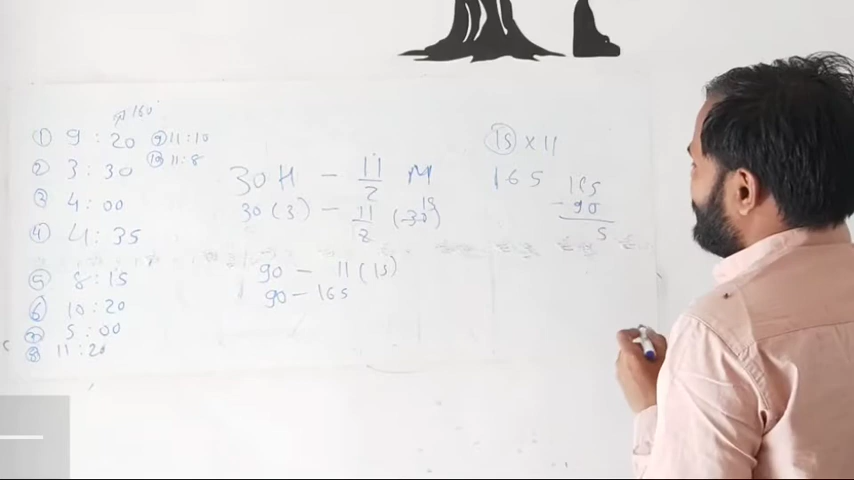 ① 9 : 20
② 3 : 30
③ 4 : 00
④ 4 : 35
⑤ 8 : 15
⑥ 10 : 20
⑦ 5 : 00
⑧ 11 : 20
⑨ 11 : 10
⑩ 11 : 8
30H - 11/2 M
30 (3) - 11/2 (30) 15
90 - 11 (15)
90 - 165
15 × 11
165
165
- 90
5